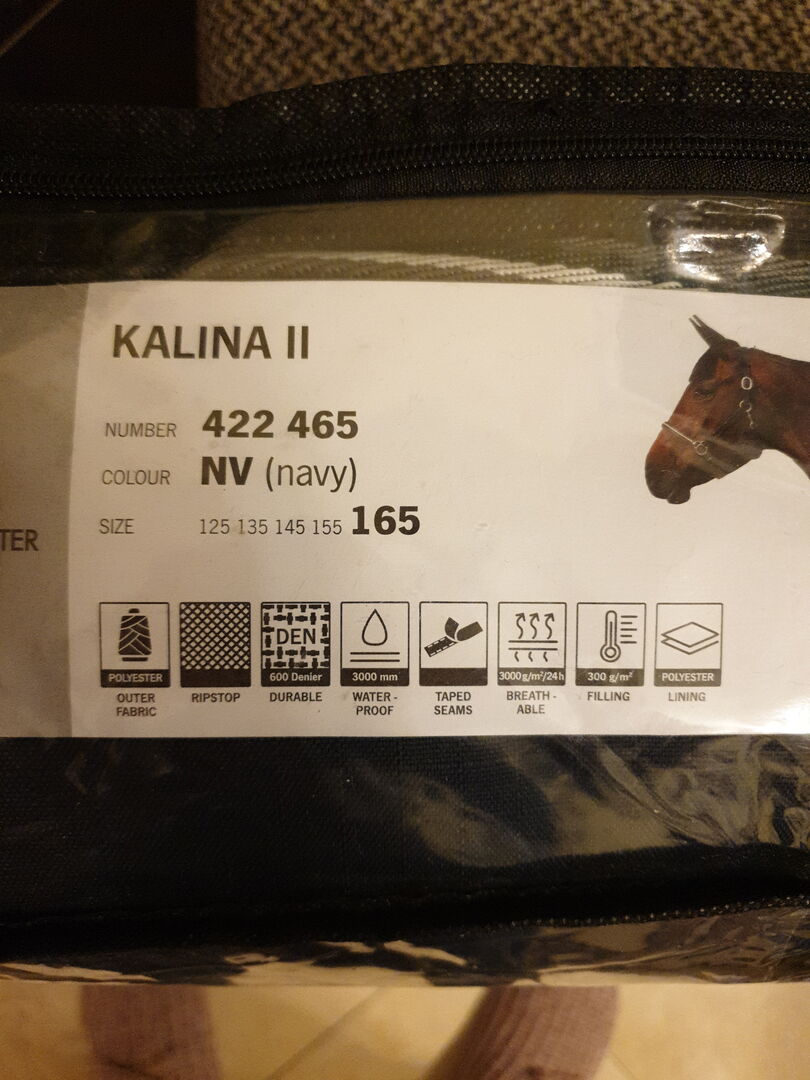 KALINA II
NUMBER 422 465
COLOUR NV (navy)
SIZE 125 135 145 155 165
TER
DEN
POLYESTER
600 Denier
3000 mm
3000g/m²/24h
300 g/m²
POLYESTER
OUTER FABRIC
RIPSTOP
DURABLE
WATER-PROOF
TAPED SEAMS
BREATH-ABLE
FILLING
LINING